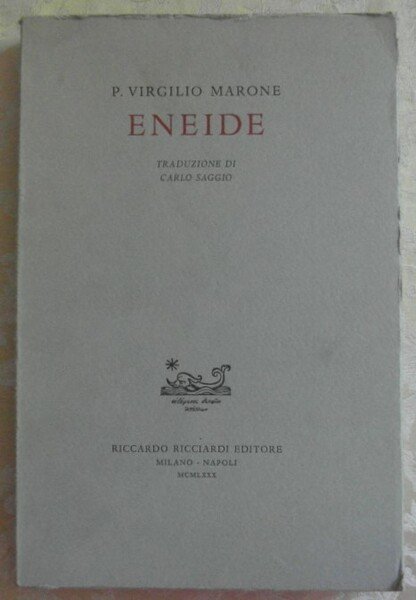 P. VIRGILIO MARONE
ENEIDE
TRADUZIONE DI
CARLO SAGGIO
RICCARDO RICCIARDI EDITORE
MILANO - NAPOLI
MCMLXXX